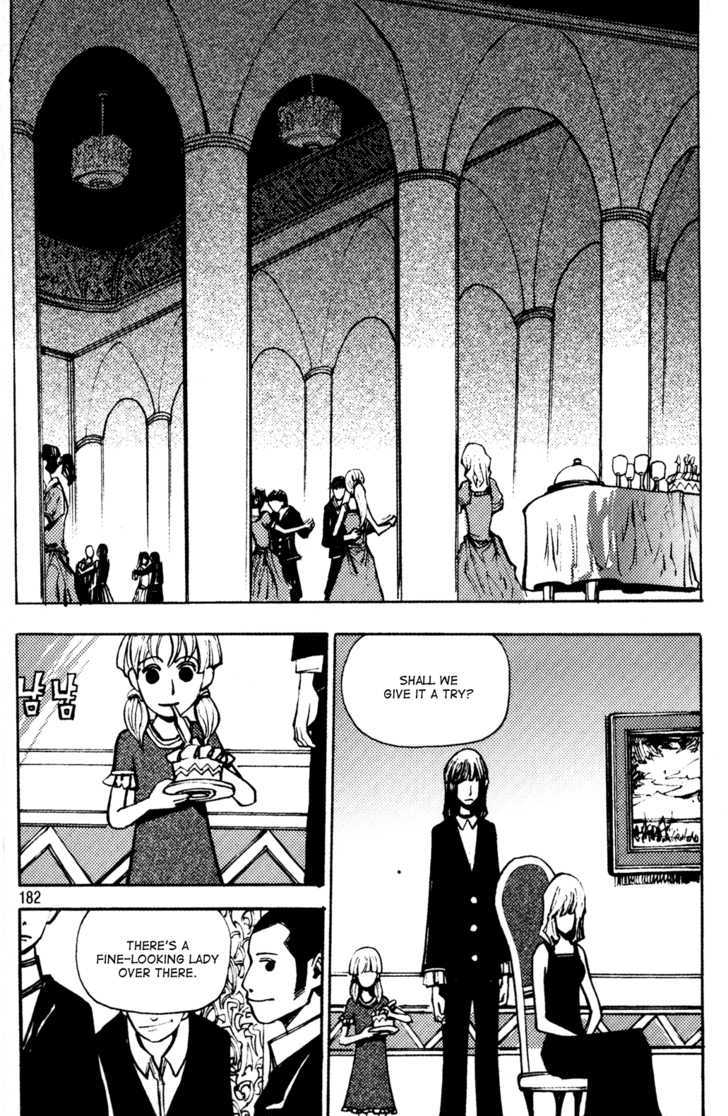 냠냠
SHALL WE
GIVE IT A TRY?
182
THERE'S A
FINE-LOOKING LADY
OVER THERE.